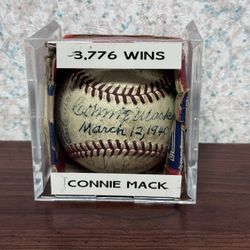 3,776 WINS
Connie Mack
March 12, 1940
CONNIE MACK